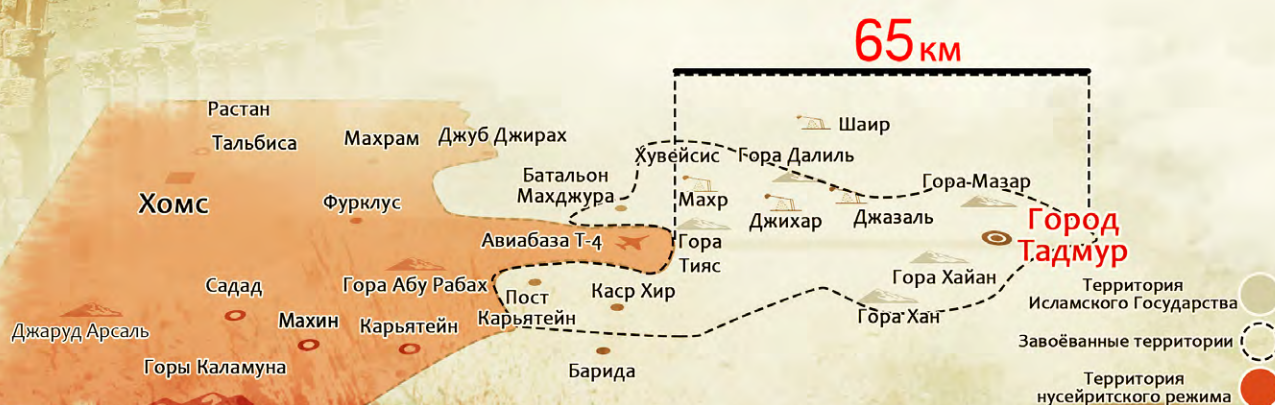 65 км
Растан
Тальбиса
Махрам
Джуб Джирах
Шаир
Хувейсис
Гора Далиль
Батальон
Махджура
Гора-Мазар
Хомс
Фурклус
Махр
Джихар
Джазаль
Город
Тадмур
Авиабаза Т-4
Гора
Тияс
Гора Хайан
Садад
Гора Абу Рабах
Пост
Карьятейн
Каср Хир
Гора Хан
Джаруд Арсаль
Махин
Карьятейн
Горы Каламуна
Барида
Территория
Исламского Государства
Завоёванные территории
Территория
нусейритского режима